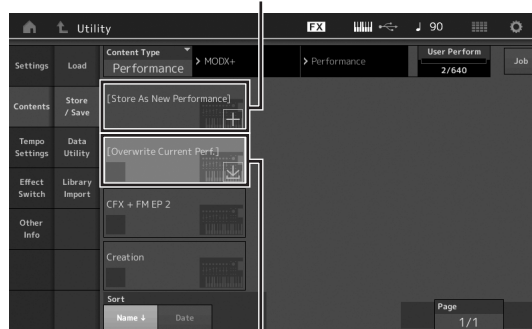 Utility
FX
♩ 90
Settings
Load
Content Type
Performance
> MODX+
> Performance
User Perform
2/640
Job
Contents
Store
/ Save
[Store As New Performance]
Tempo
Settings
Data
Utility
[Overwrite Current Perf.]
Effect
Switch
Library
Import
CFX + FM EP 2
Other
Info
Creation
Sort
Name ↓
Date
Page
1/1